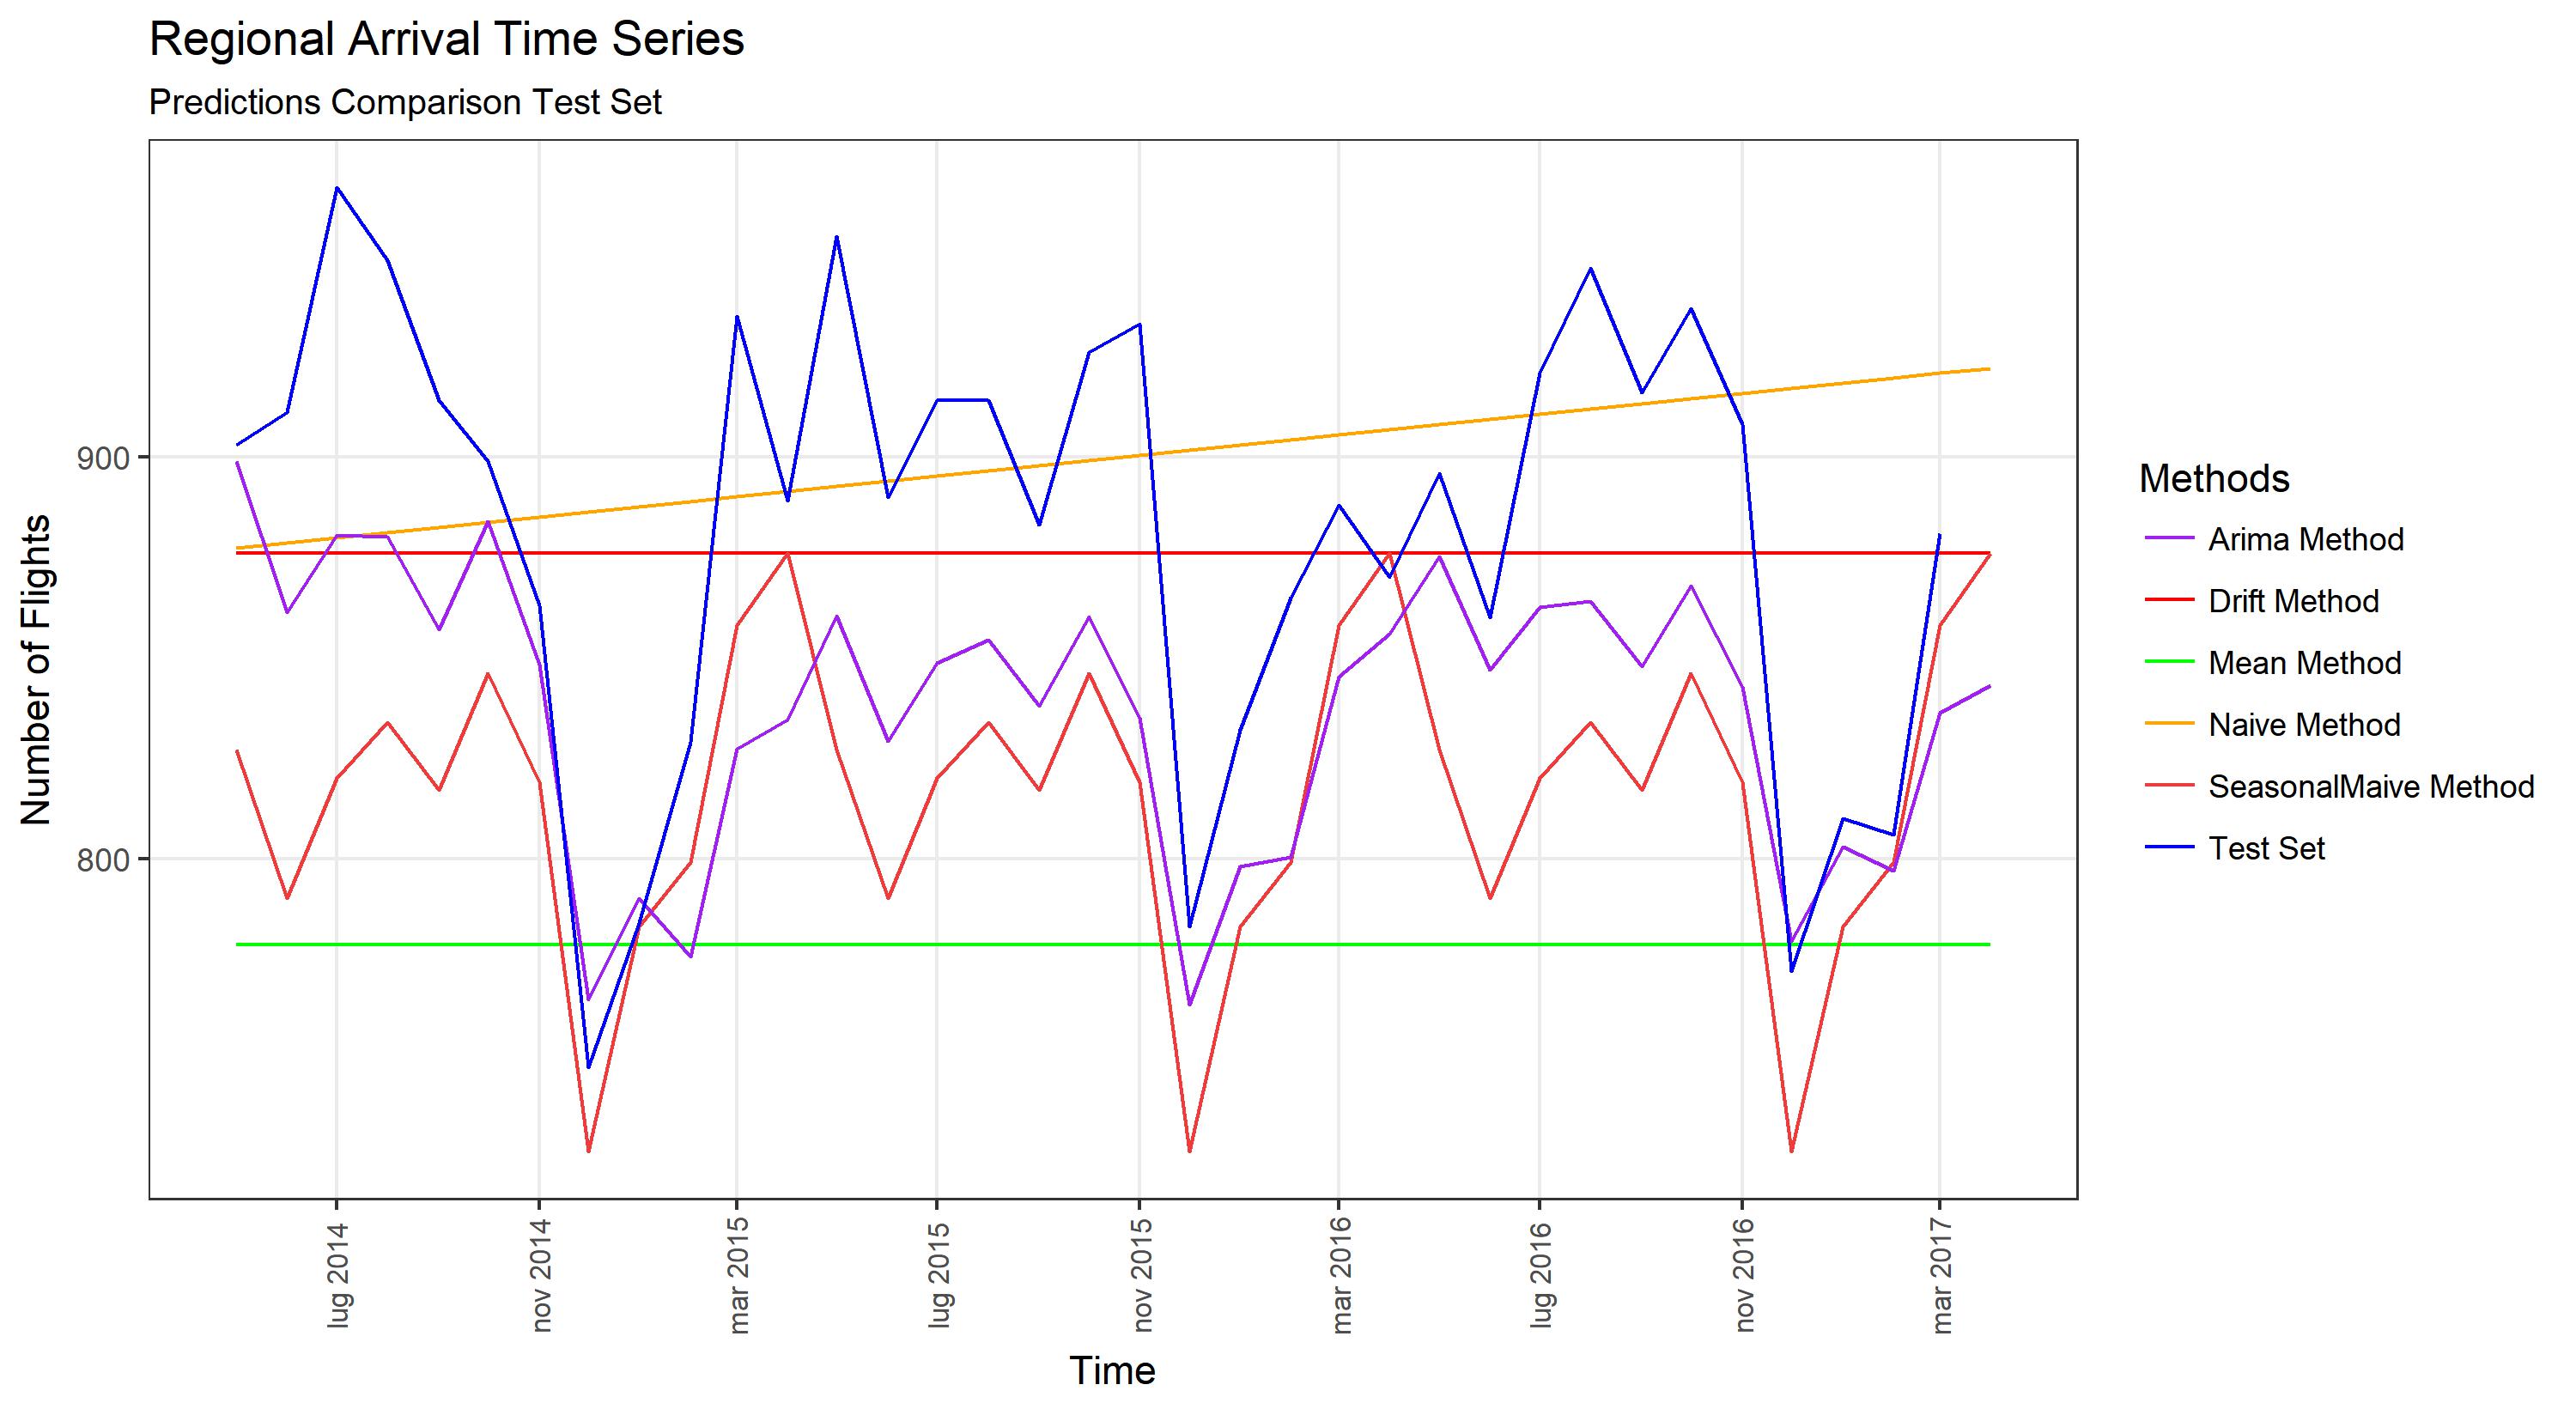 Regional Arrival Time Series
Predictions Comparison Test Set
Number of Flights
900
800
lug 2014
nov 2014
mar 2015
lug 2015
nov 2015
mar 2016
lug 2016
nov 2016
mar 2017
Time
Methods
Arima Method
Drift Method
Mean Method
Naive Method
SeasonalMaive Method
Test Set